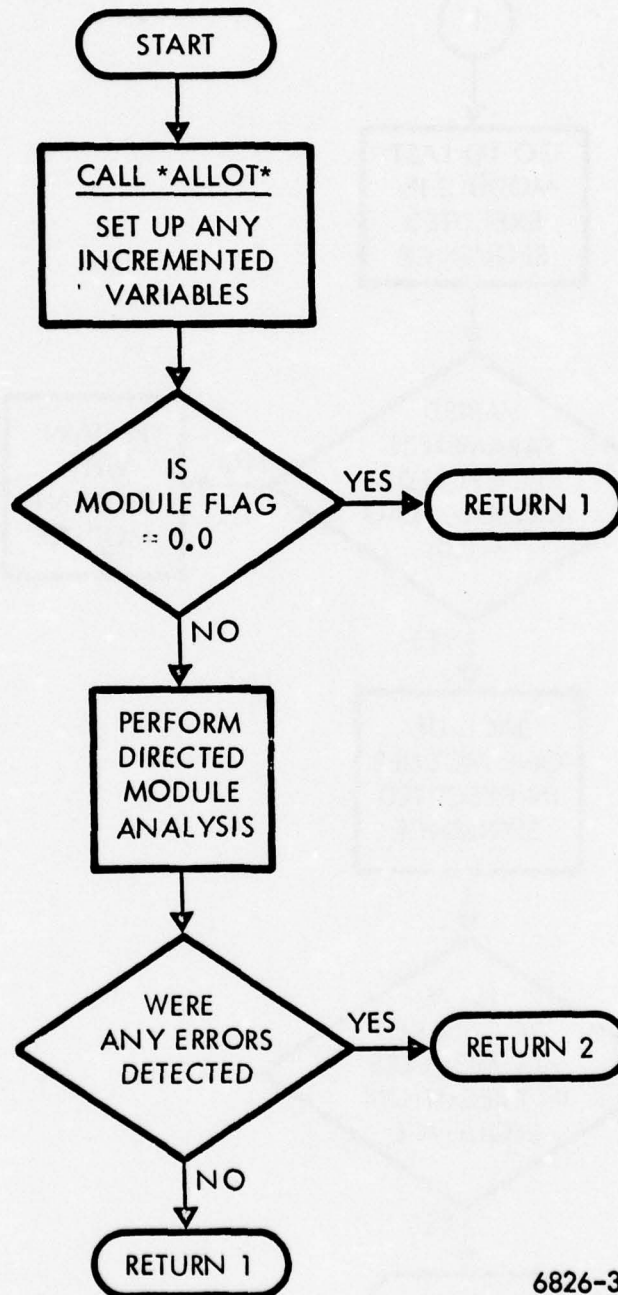 START
CALL *ALLOT*
SET UP ANY
INCREMENTED
VARIABLES
IS
MODULE FLAG
= 0.0
YES
RETURN 1
NO
PERFORM
DIRECTED
MODULE
ANALYSIS
WERE
ANY ERRORS
DETECTED
YES
RETURN 2
NO
RETURN 1
6826-3